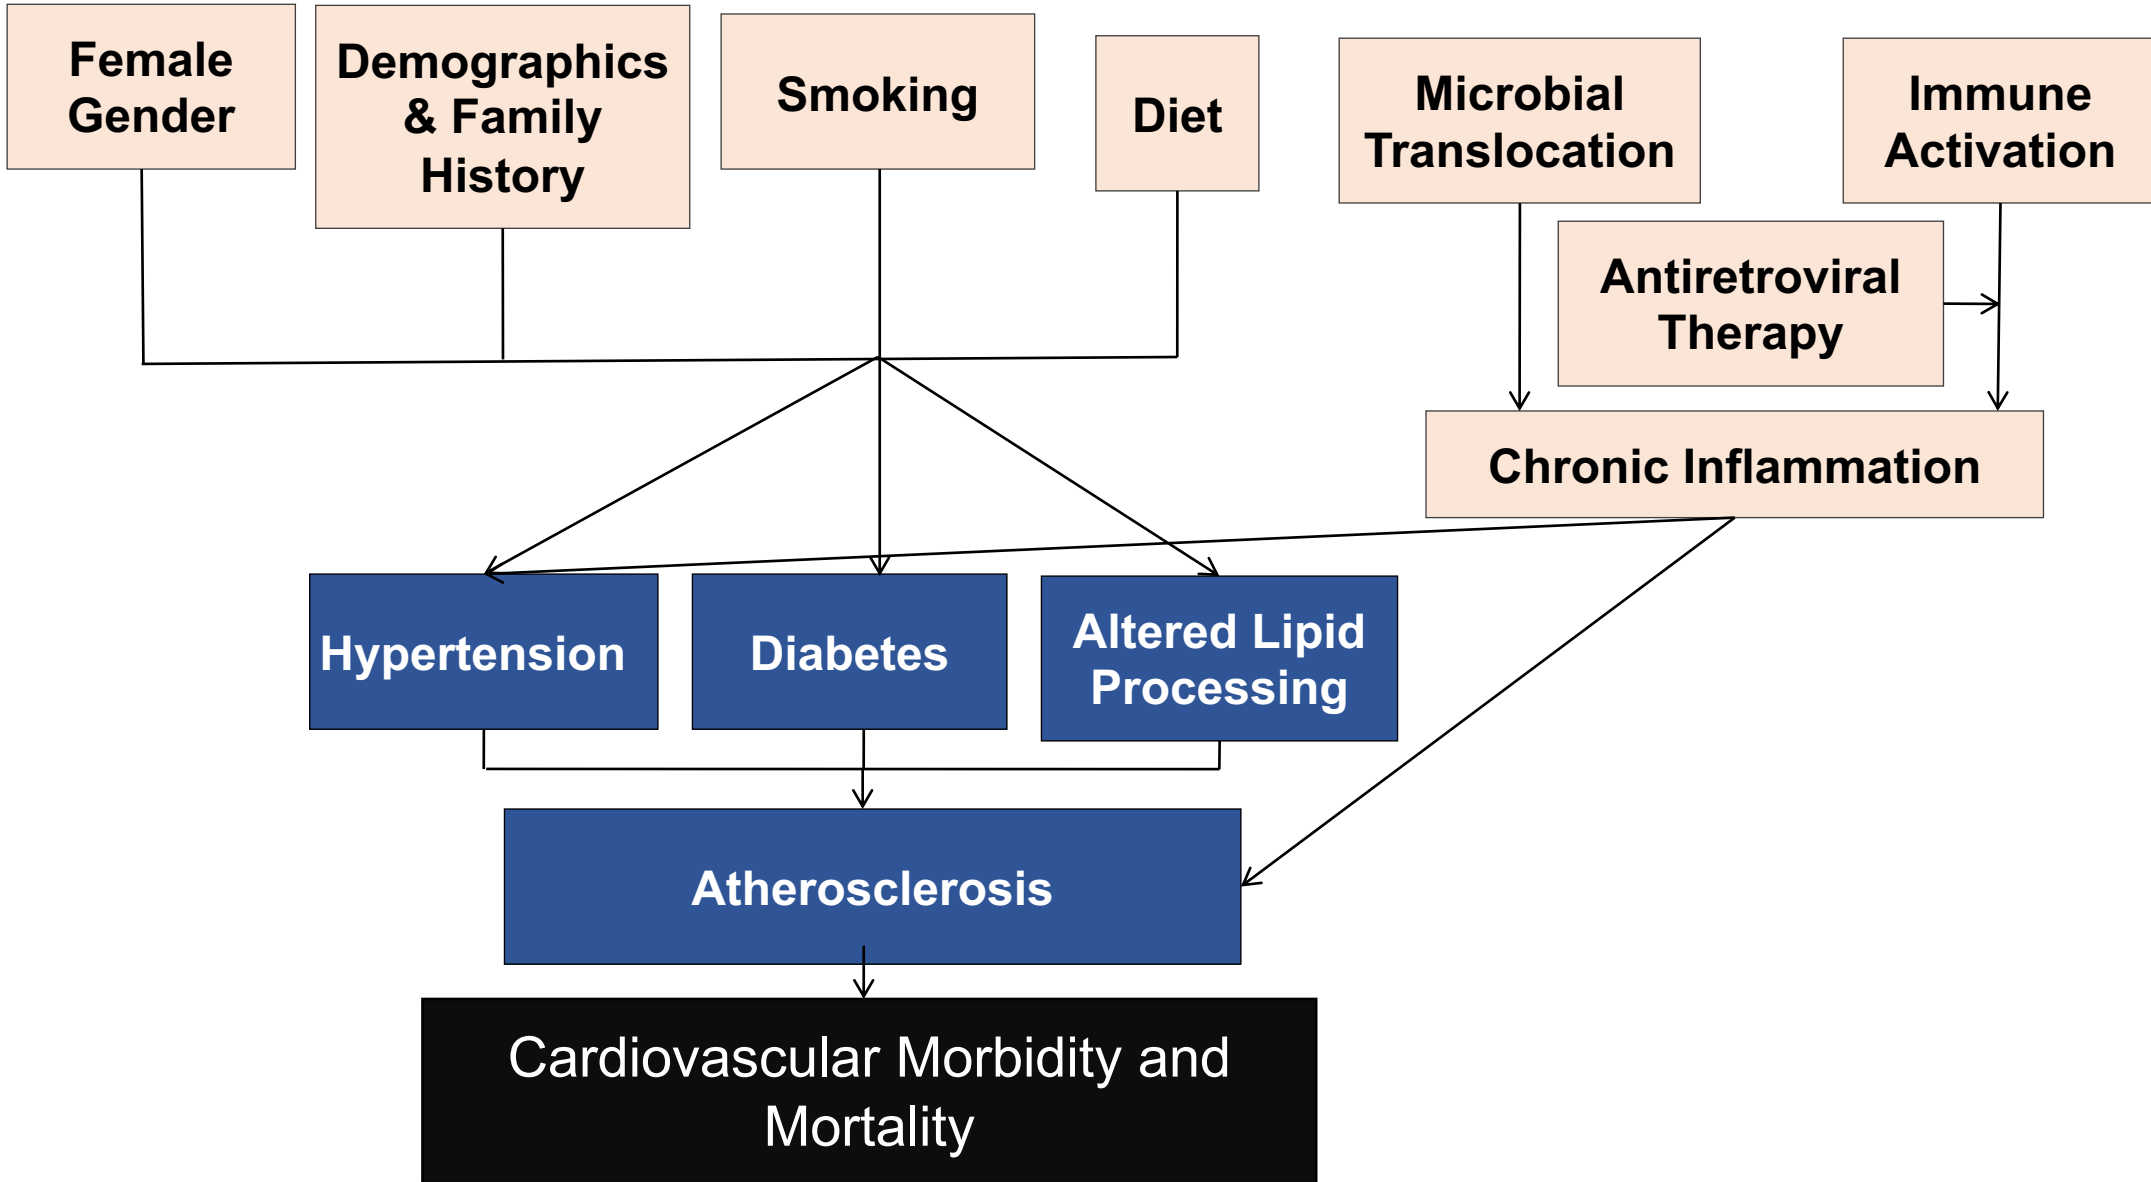 Female
Gender
Demographics
& Family
History
Smoking
Diet
Microbial
Translocation
Immune
Activation
Antiretroviral
Therapy
Chronic Inflammation
Hypertension
Diabetes
Altered Lipid
Processing
Atherosclerosis
Cardiovascular Morbidity and
Mortality